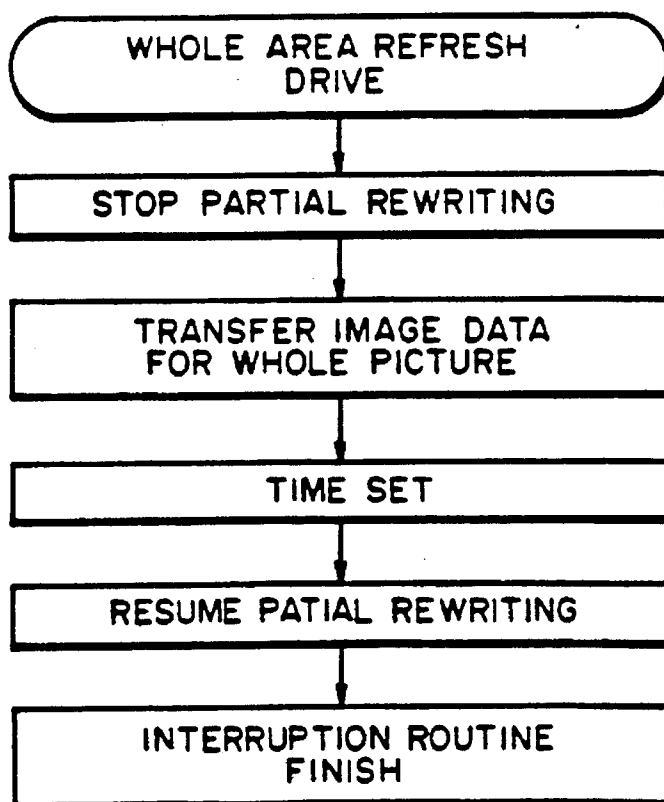 WHOLE AREA REFRESH
DRIVE
STOP PARTIAL REWRITING
TRANSFER IMAGE DATA
FOR WHOLE PICTURE
TIME SET
RESUME PATIAL REWRITING
INTERRUPTION ROUTINE
FINISH